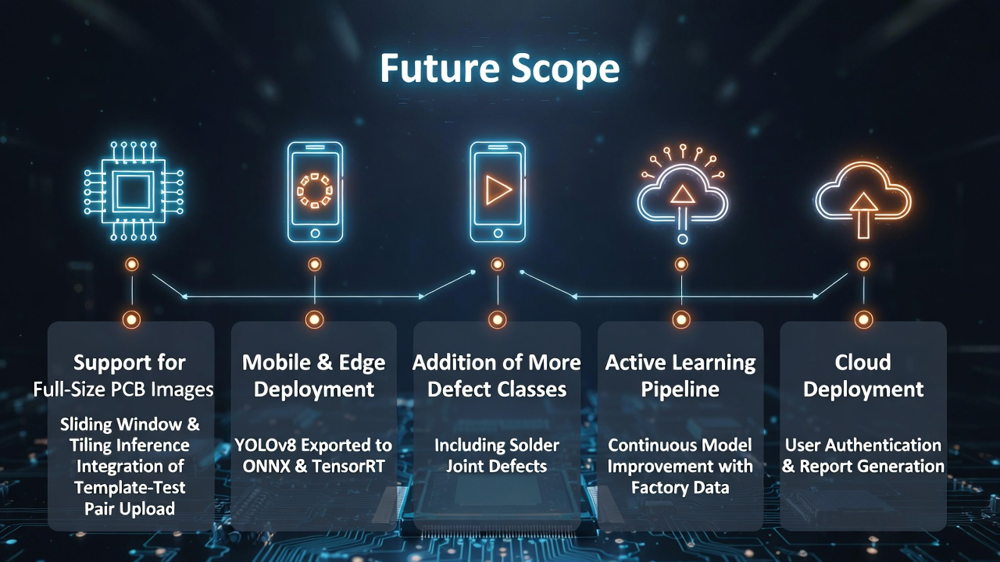 Future Scope
Support for
Full-Size PCB Images
Sliding Window &
Tiling Inference
Integration of
Template-Test
Pair Upload
Mobile & Edge
Deployment
YOLOv8 Exported to
ONNX & TensorRT
Addition of More
Defect Classes
Including Solder
Joint Defects
Active Learning
Pipeline
Continuous Model
Improvement with
Factory Data
Cloud
Deployment
User Authentication
& Report Generation